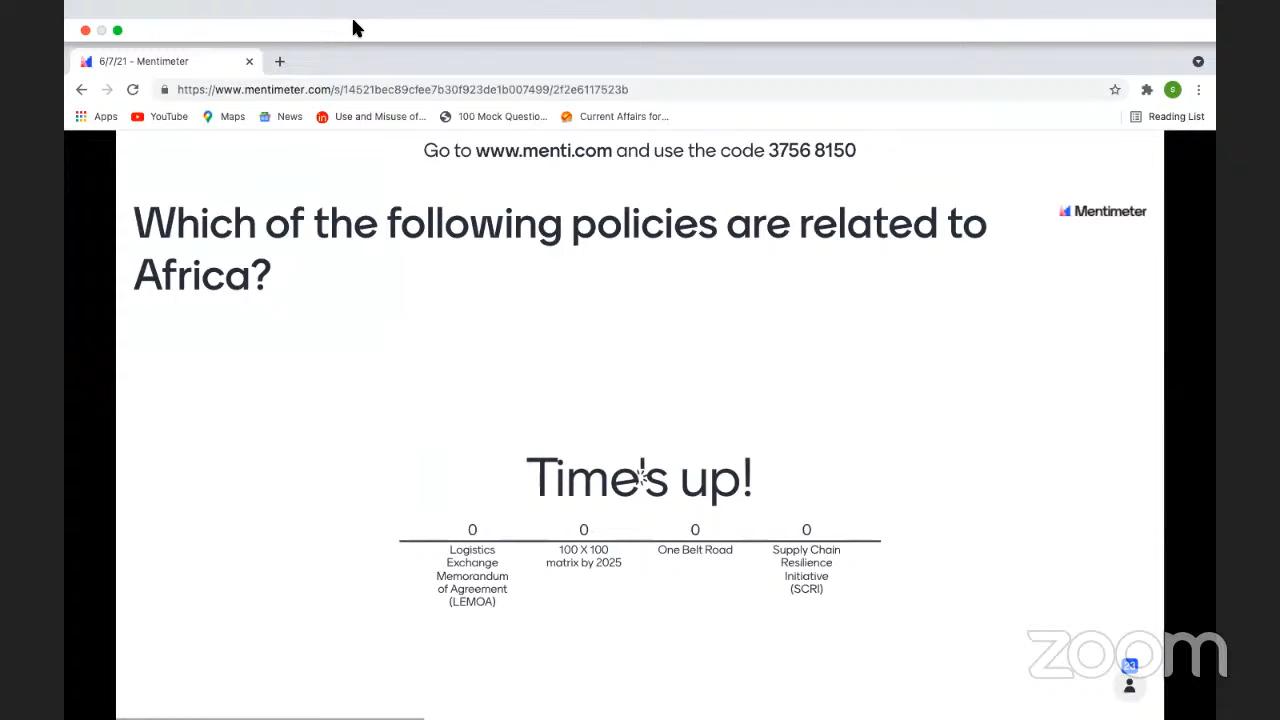 6/7/21 - Mentimeter
https://www.mentimeter.com/s/14521bec89cfee7b30f923de1b007499/2f2e6117523b
Apps YouTube Maps News Use and Misuse of... 100 Mock Questio... Current Affairs for... Reading List
Go to www.menti.com and use the code 3756 8150
Which of the following policies are related to
Africa?
Mentimeter
Time's up!
0 0 0 0
Logistics
Exchange
Memorandum
of Agreement
(LEMOA)
100 X 100
matrix by 2025
One Belt Road
Supply Chain
Resilience
Initiative
(SCRI)
zoom
23